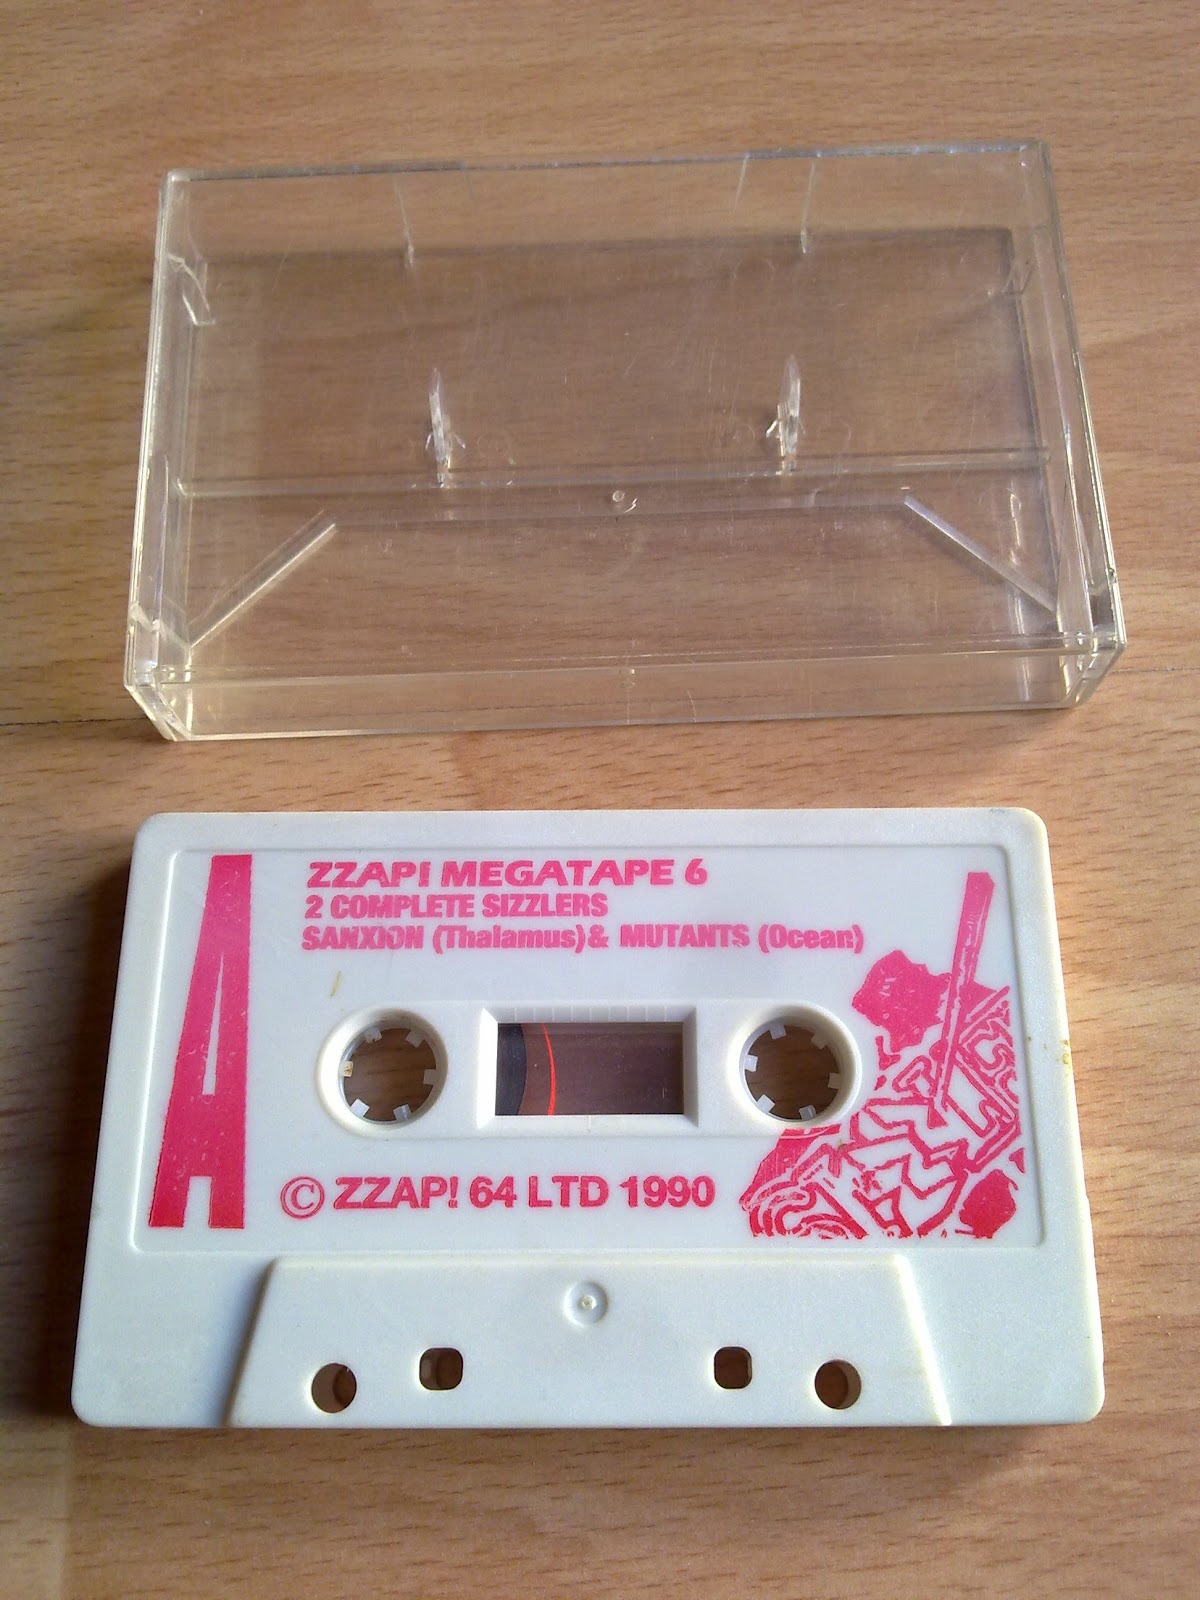 A
ZZAP! MEGATAPE 6
2 COMPLETE SIZZLERS
SANXION (Thalamus)& MUTANTS (Ocean)
© ZZAP! 64 LTD 1990